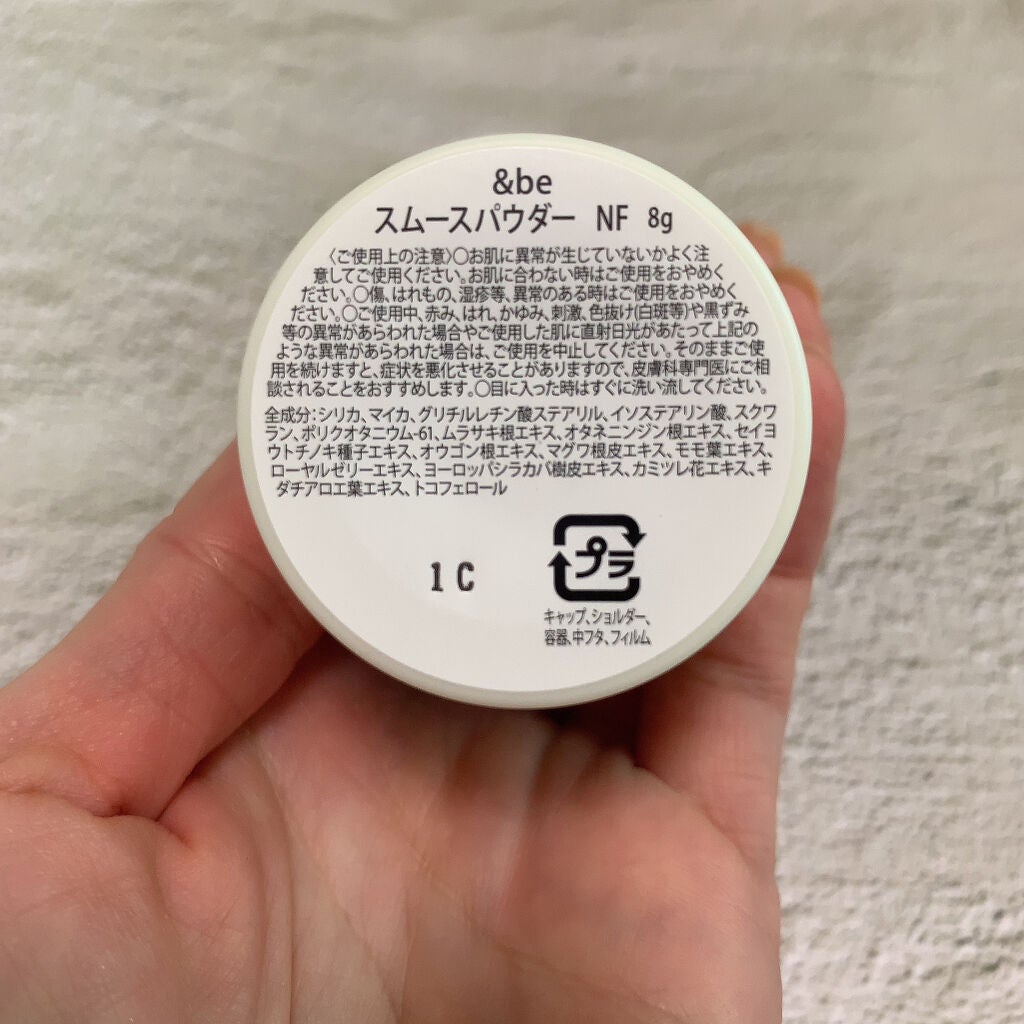 &be
スムースパウダー NF 8g
〈ご使用上の注意〉○お肌に異常が生じていないかよく注
意してご使用ください。お肌に合わない時はご使用をおやめく
ださい。○傷、はれもの、湿疹等、異常のある時はご使用をおやめく
ださい。○ご使用中、赤み、はれ、かゆみ、刺激、色抜け(白斑等)や黒ずみ
等の異常があらわれた場合やご使用した肌に直射日光があたって上記の
ような異常があらわれた場合は、ご使用を中止してください。そのままご使
用を続けますと、症状を悪化させることがありますので、皮膚科専門医にご相
談されることをおすすめします。○目に入った時はすぐに洗い流してください。
全成分:シリカ、マイカ、グリチルレチン酸ステアリル、イソステアリン酸、スクワ
ラン、ポリクオタニウム-61、ムラサキ根エキス、オタネニンジン根エキス、セイヨ
ウトチノキ種子エキス、オウゴン根エキス、マグワ根皮エキス、モモ葉エキス、
ローヤルゼリーエキス、ヨーロッパシラカバ樹皮エキス、カミツレ花エキス、キ
ダチアロエ葉エキス、トコフェロール
1C
プラ
キャップ、ショルダー、
容器、中フタ、フィルム